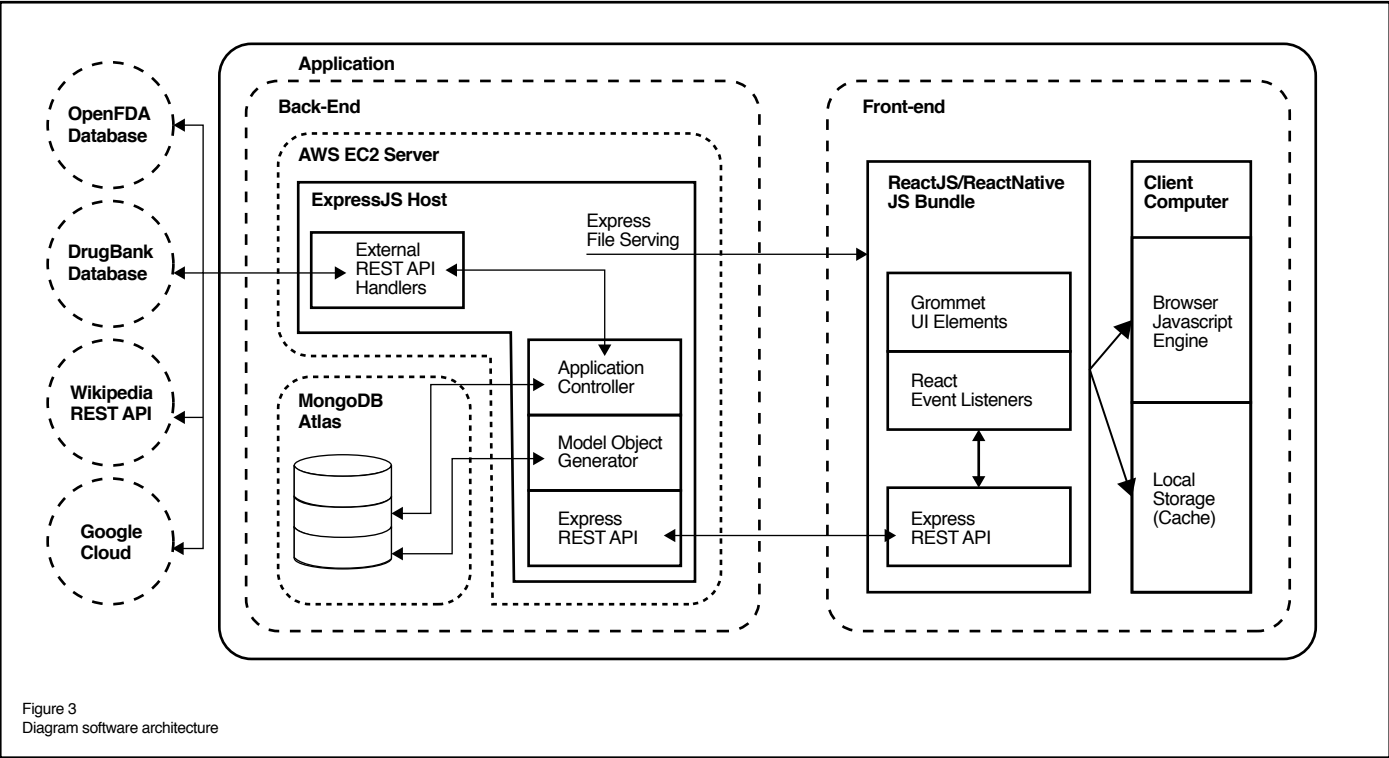 Application
OpenFDA
Database
DrugBank
Database
Wikipedia
REST API
Google
Cloud
Back-End
AWS EC2 Server
ExpressJS Host
External
REST API
Handlers
Express
File Serving
Application
Controller
Model Object
Generator
Express
REST API
MongoDB
Atlas
Front-end
ReactJS/ReactNative
JS Bundle
Grommet
UI Elements
React
Event Listeners
Express
REST API
Client
Computer
Browser
Javascript
Engine
Local
Storage
(Cache)
Figure 3
Diagram software architecture